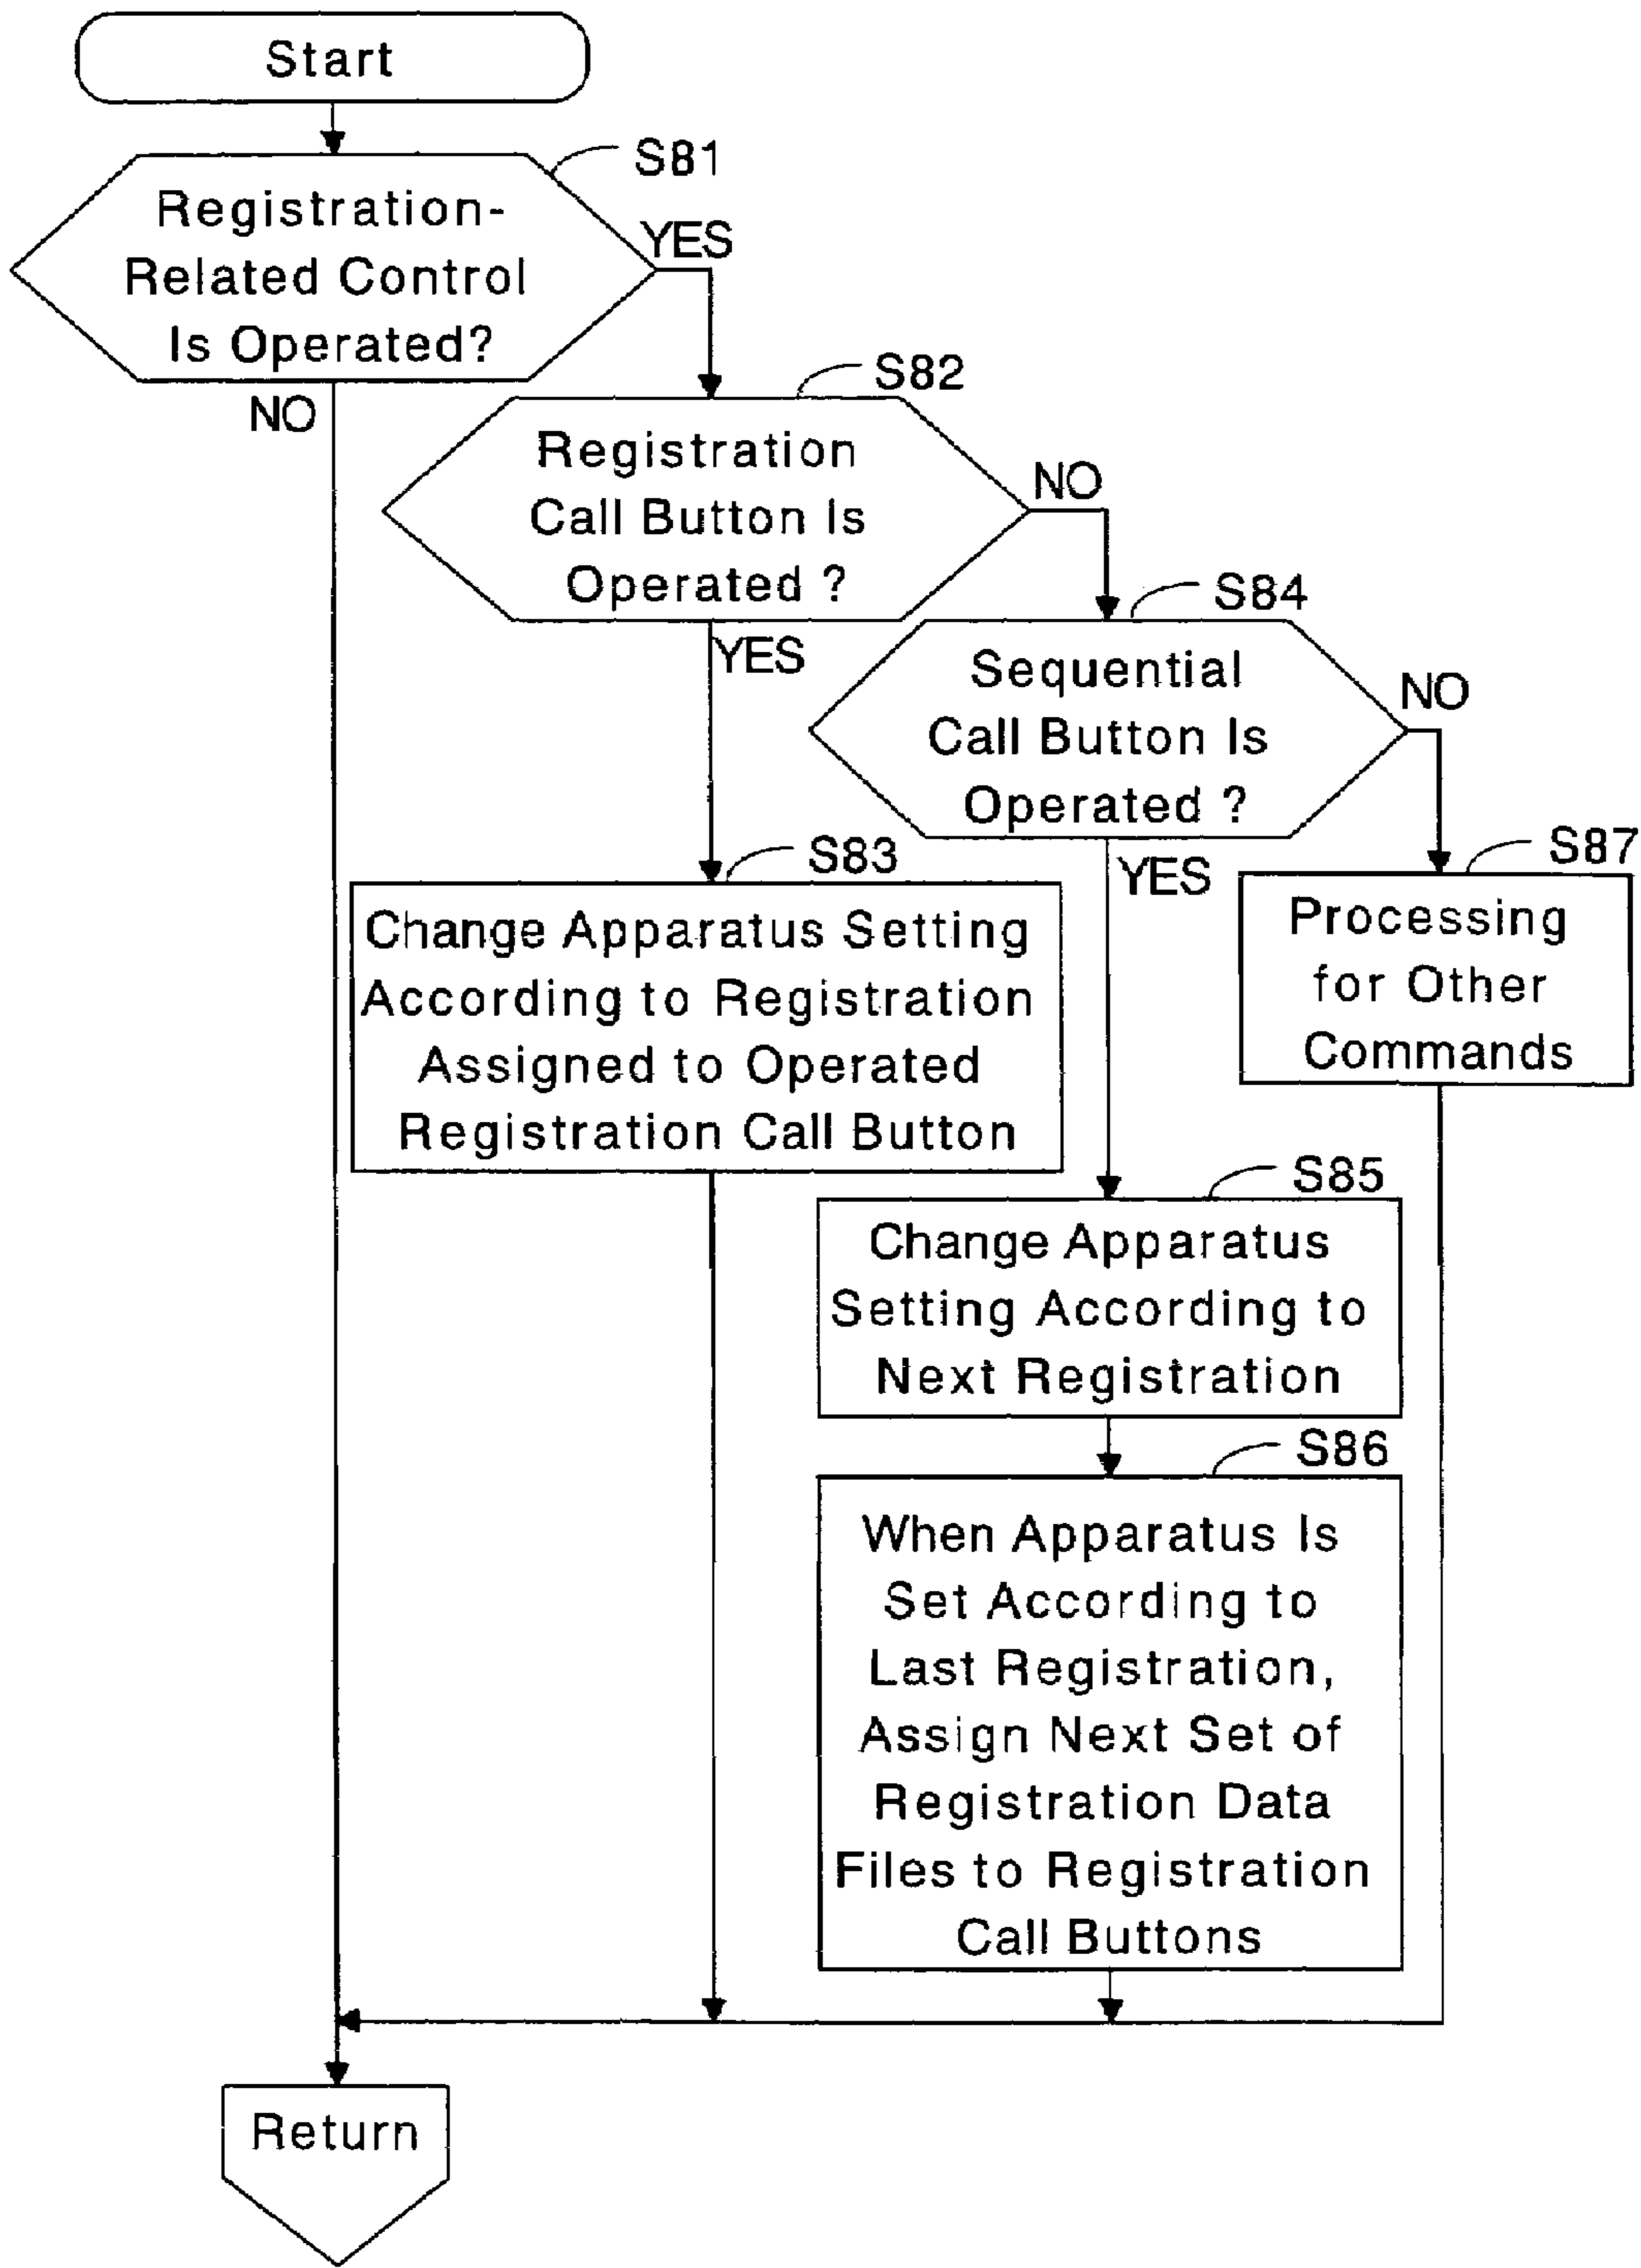 Start
S81
Registration-
Related Control
Is Operated?
YES
NO
S82
Registration
Call Button Is
Operated ?
NO
YES
S84
Sequential
Call Button Is
Operated ?
NO
YES
S83
Change Apparatus Setting
According to Registration
Assigned to Operated
Registration Call Button
S87
Processing
for Other
Commands
S85
Change Apparatus
Setting According to
Next Registration
S86
When Apparatus Is
Set According to
Last Registration,
Assign Next Set of
Registration Data
Files to Registration
Call Buttons
Return